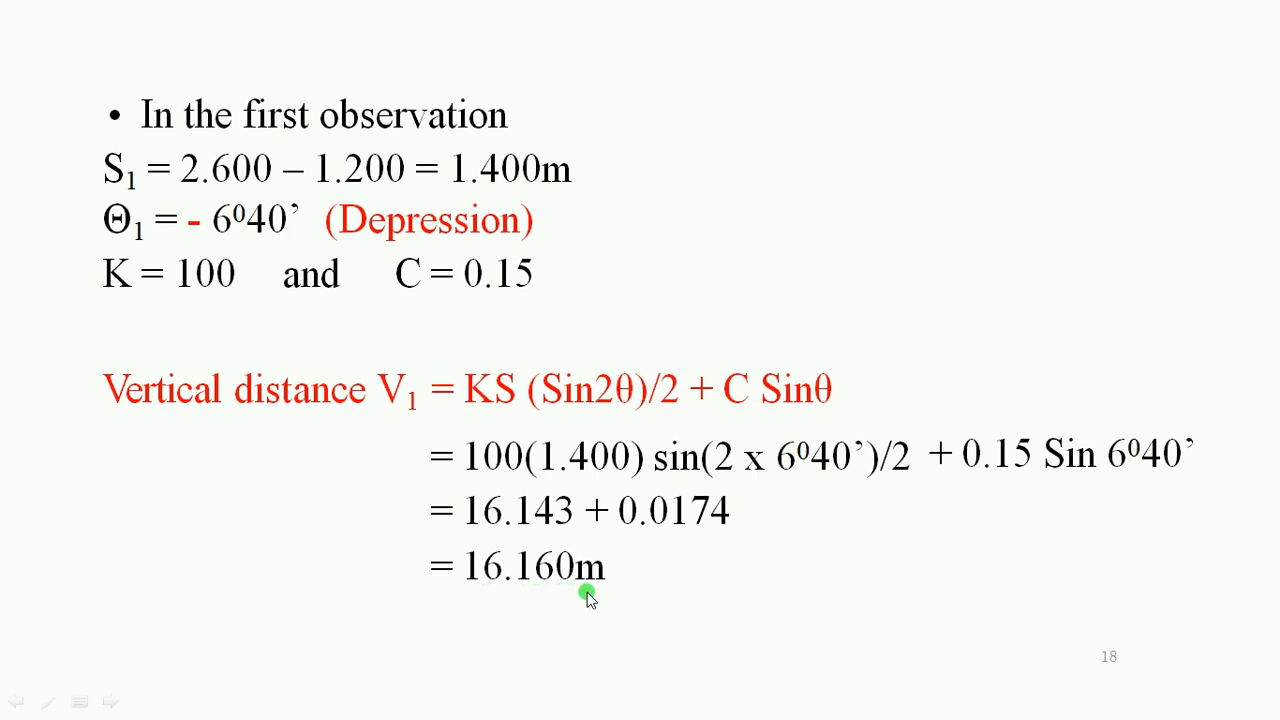 • In the first observation
S₁ = 2.600 – 1.200 = 1.400m
Θ₁ = - 6⁰40’ (Depression)
K = 100 and C = 0.15
Vertical distance V₁ = KS (Sin2θ)/2 + C Sinθ
= 100(1.400) sin(2 x 6⁰40’)/2 + 0.15 Sin 6⁰40’
= 16.143 + 0.0174
= 16.160m
18